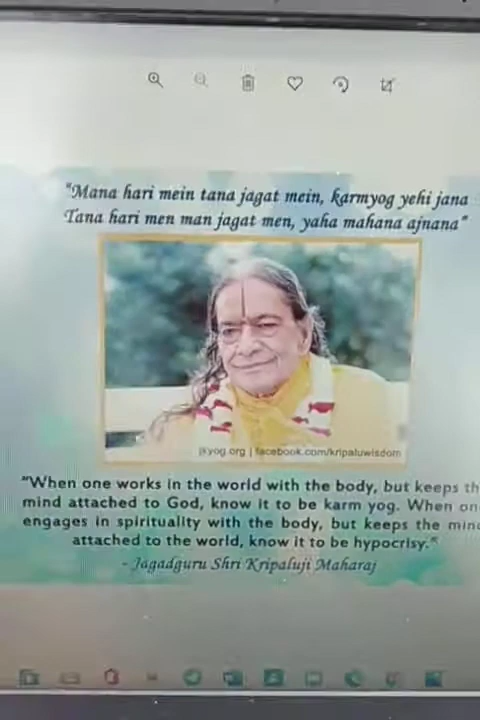 "Mana hari mein tana jagat mein, karmyog yehi jana
Tana hari men man jagat men, yaha mahana ajnana"
jkyog.org | facebook.com/kripaluwisdom
"When one works in the world with the body, but keeps th
mind attached to God, know it to be karm yog. When on
engages in spirituality with the body, but keeps the mind
attached to the world, know it to be hypocrisy."
- Jagadguru Shri Kripaluji Maharaj